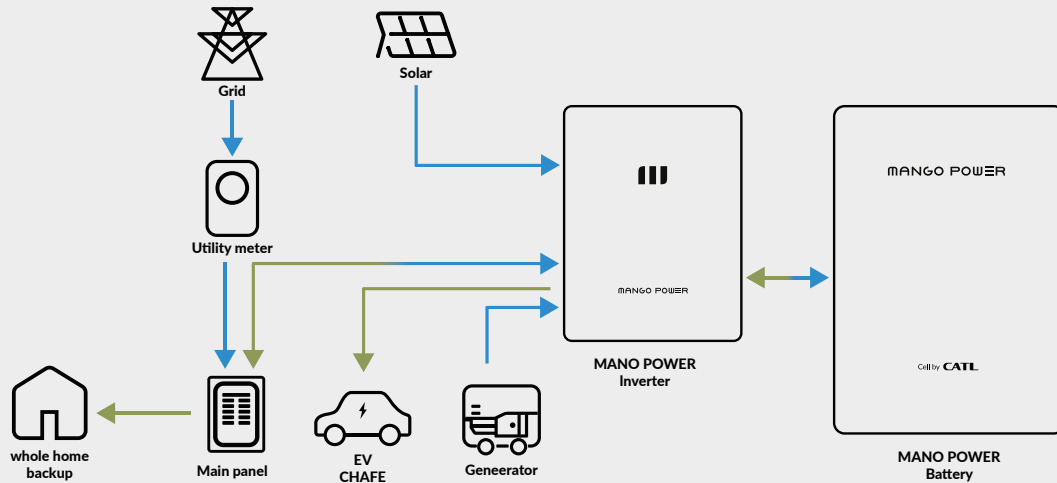 Grid
Solar
MANGO POWER
Utility meter
MANGO POWER
MANO POWER
Inverter
Cell by CATL
whole home
backup
Main panel
EV
CHAFE
Geneerator
MANO POWER
Battery